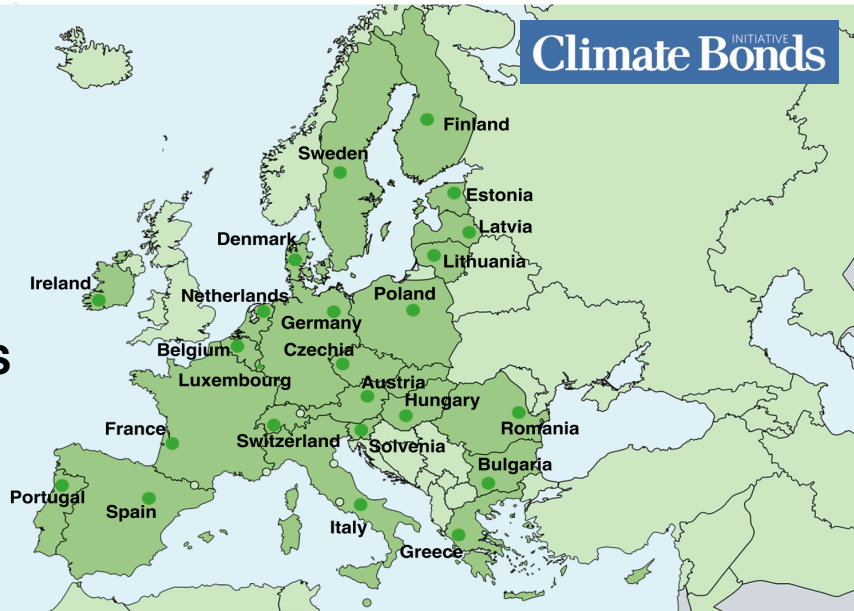 INITIATIVE
Climate Bonds
Finland
Sweden
Estonia
Latvia
Denmark
Lithuania
Ireland
Netherlands
Poland
Germany
s
Belgium
Czechia
Luxembourg
Austria
Hungary
France
Romania
Switzerland
Solvenia
Bulgaria
Portugal
Spain
Italy
Greece